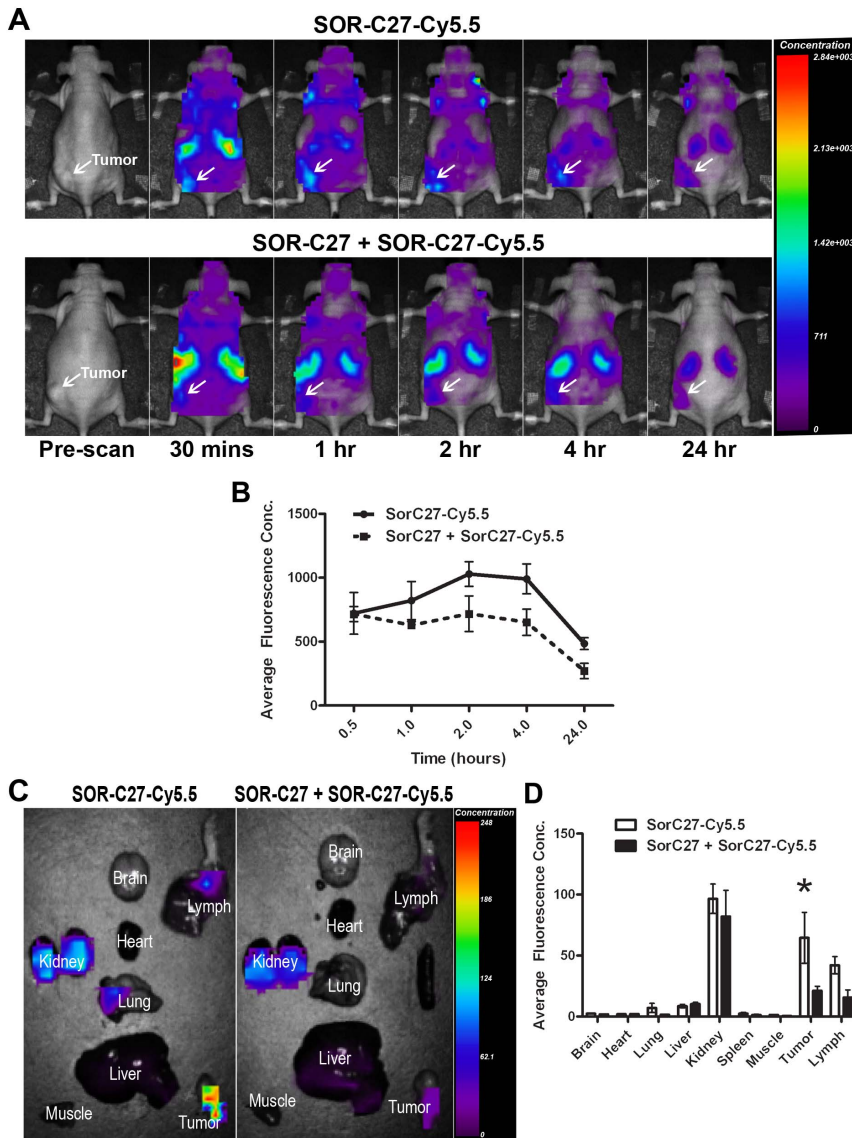 A
SOR-C27-Cy5.5
Concentration
2.84e+003
2.13e+003
1.42e+003
711
0
Tumor
SOR-C27 + SOR-C27-Cy5.5
Tumor
Pre-scan 30 mins 1 hr 2 hr 4 hr 24 hr
B
Average Fluorescence Conc.
1500
1000
500
0
SorC27-Cy5.5
SorC27 + SorC27-Cy5.5
0.5 1.0 2.0 4.0 24.0
Time (hours)
C
SOR-C27-Cy5.5 SOR-C27 + SOR-C27-Cy5.5
Brain
Lymph
Heart
Kidney
Lung
Liver
Muscle
Tumor
Brain
Lymph
Heart
Kidney
Lung
Liver
Muscle
Tumor
Concentration
248
186
124
62.1
0
D
Average Fluorescence Conc.
150
100
50
0
SorC27-Cy5.5
SorC27 + SorC27-Cy5.5
*
Brain Heart Lung Liver Kidney Spleen Muscle Tumor Lymph